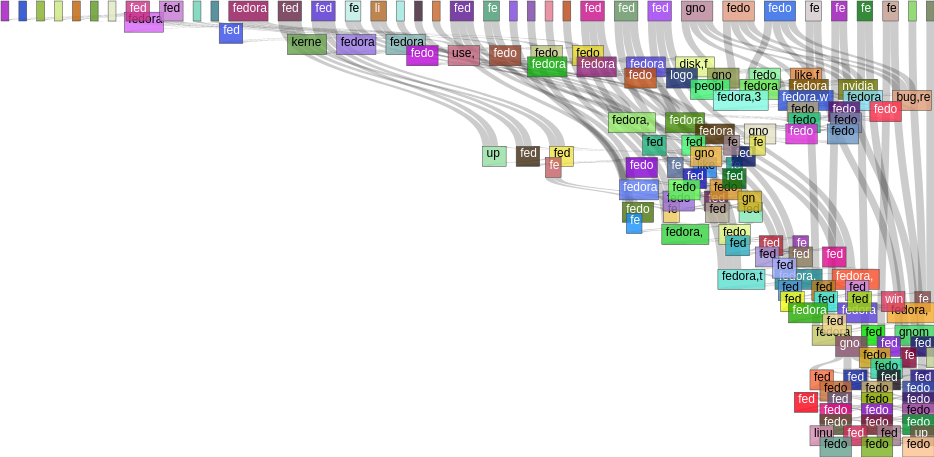 fed fed fedora fed fed fe li fed fe fed fed fed gno fedo fedo fe fe fe fe
fedora
fed
kerne fedora fedora
fedo use, fedo fedo fedo
fedora fedora fedora disk,f
fedo logo gno fedo like,f
peopl fedora fedora nvidia
fedora,3 fedora.w fedora bug,re
fedo fedo fedo
fedora, fedora fedo fedo
fedora gno fedo fedo
fed fed fe fe
up fed fed gno fed
fe fedo fe
fed fed
fedora fedo fedo
fedo gn
fedo fe fed fed
fe
fedora, fedo
fed fed fe
fed fed fed
fed
fedora,t fedora, fedora,
fed fed fed
fed fed fed win fe
fedora fedora fedora,
fed
fedora fed gnom
gno fed fed
fedo fe
fedo
fed fed fed fed
fedo fedo fedo
fed fed fedo fedo
fedo fedo fedo
fedo fedo fedo
linu fed fed up
fedo fedo fedo